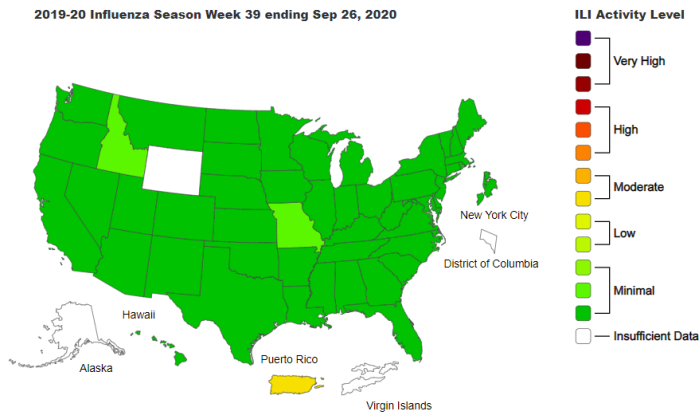 2019-20 Influenza Season Week 39 ending Sep 26, 2020
ILI Activity Level
Very High
High
Moderate
Low
Minimal
Insufficient Data
New York City
District of Columbia
Hawaii
Alaska
Puerto Rico
Virgin Islands